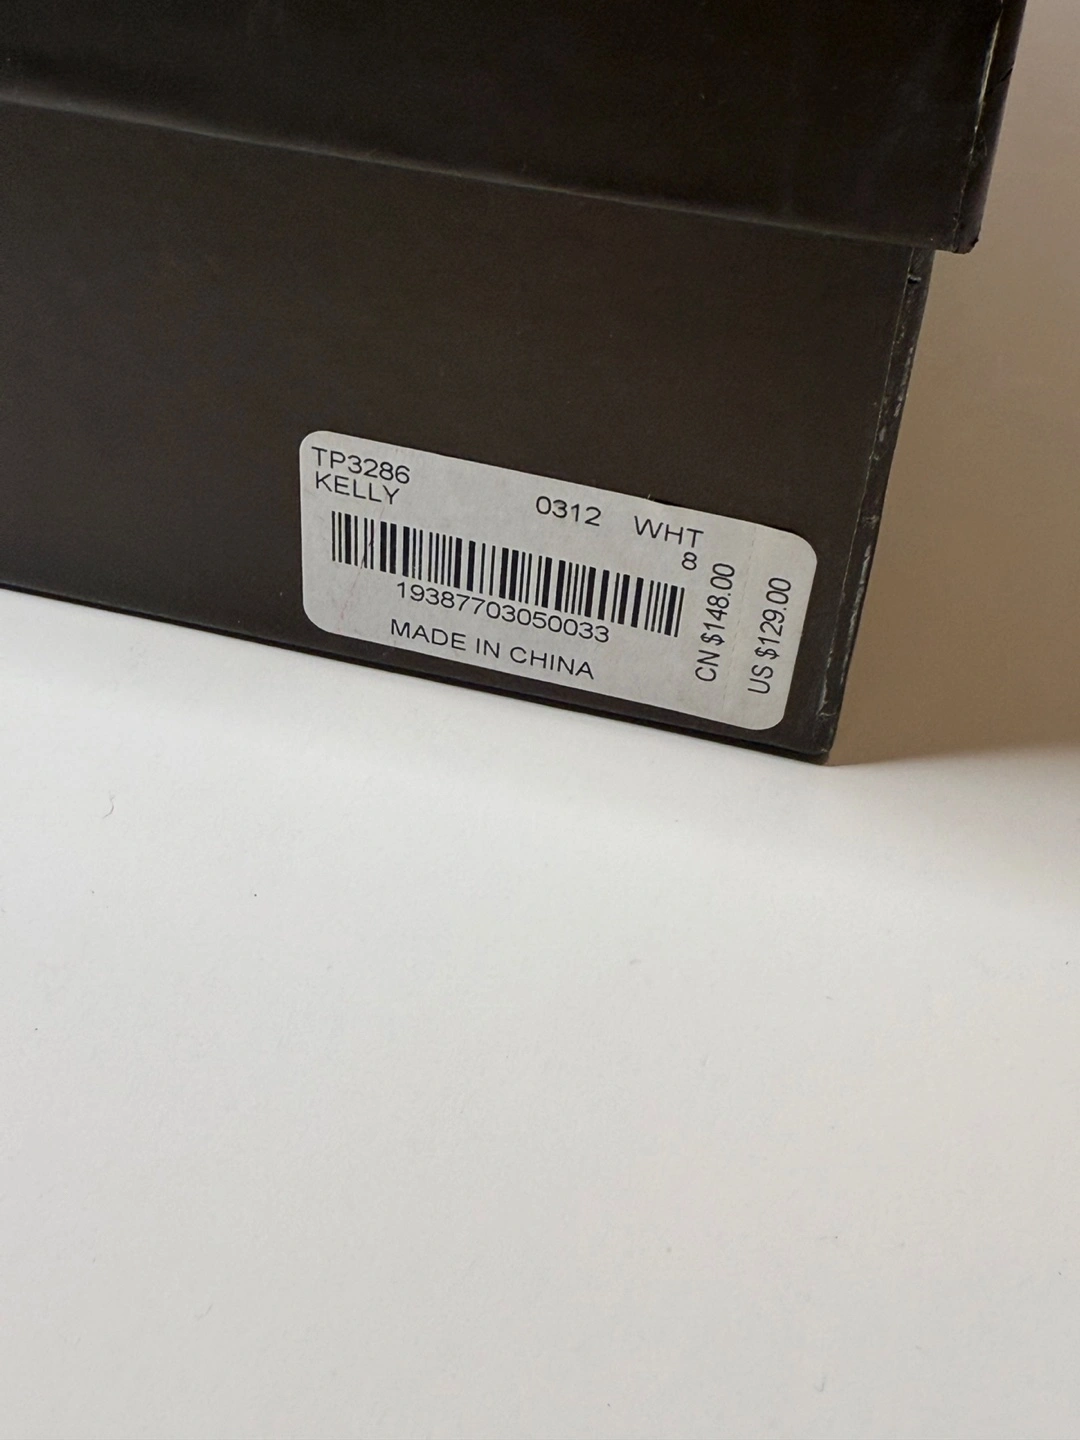 TP3286
KELLY
0312 WHT
8
19387703050033
MADE IN CHINA
CN $148.00
US $129.00